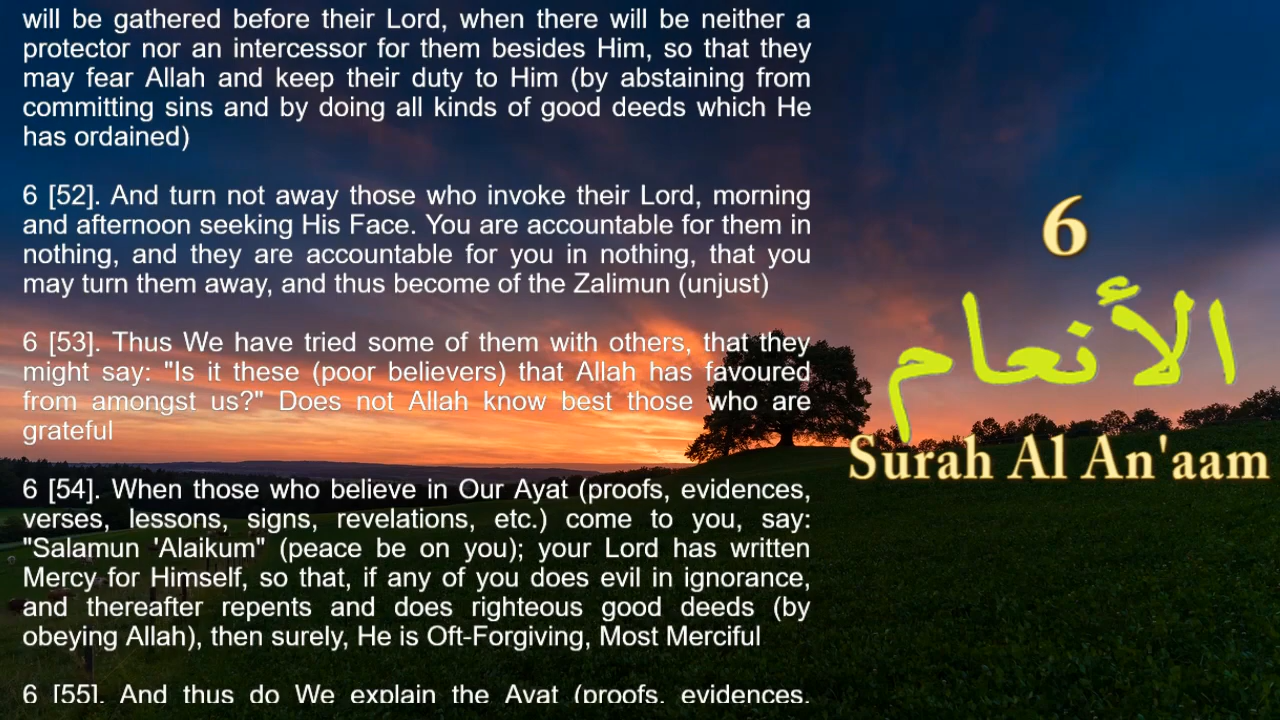 will be gathered before their Lord, when there will be neither a
protector nor an intercessor for them besides Him, so that they
may fear Allah and keep their duty to Him (by abstaining from
committing sins and by doing all kinds of good deeds which He
has ordained)
6 [52]. And turn not away those who invoke their Lord, morning
and afternoon seeking His Face. You are accountable for them in
nothing, and they are accountable for you in nothing, that you
may turn them away, and thus become of the Zalimun (unjust)
6 [53]. Thus We have tried some of them with others, that they
might say: "Is it these (poor believers) that Allah has favoured
from amongst us?" Does not Allah know best those who are
grateful
6 [54]. When those who believe in Our Ayat (proofs, evidences,
verses, lessons, signs, revelations, etc.) come to you, say:
"Salamun 'Alaikum" (peace be on you); your Lord has written
Mercy for Himself, so that, if any of you does evil in ignorance,
and thereafter repents and does righteous good deeds (by
obeying Allah), then surely, He is Oft-Forgiving, Most Merciful
6 [55]. And thus do We explain the Ayat (proofs, evidences,
6
الأنعام
Surah Al An'aam